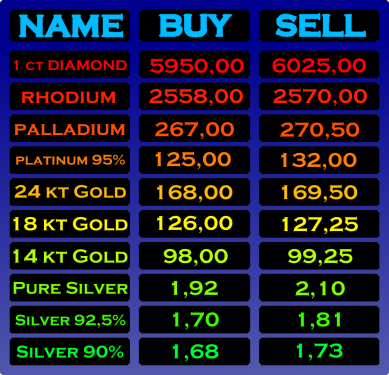 NAME BUY SELL
1 CT DIAMOND 5950,00 6025,00
RHODIUM 2558,00 2570,00
PALLADIUM 267,00 270,50
PLATINUM 95% 125,00 132,00
24 KT GOLD 168,00 169,50
18 KT GOLD 126,00 127,25
14 KT GOLD 98,00 99,25
PURE SILVER 1,92 2,10
SILVER 92,5% 1,70 1,81
SILVER 90% 1,68 1,73